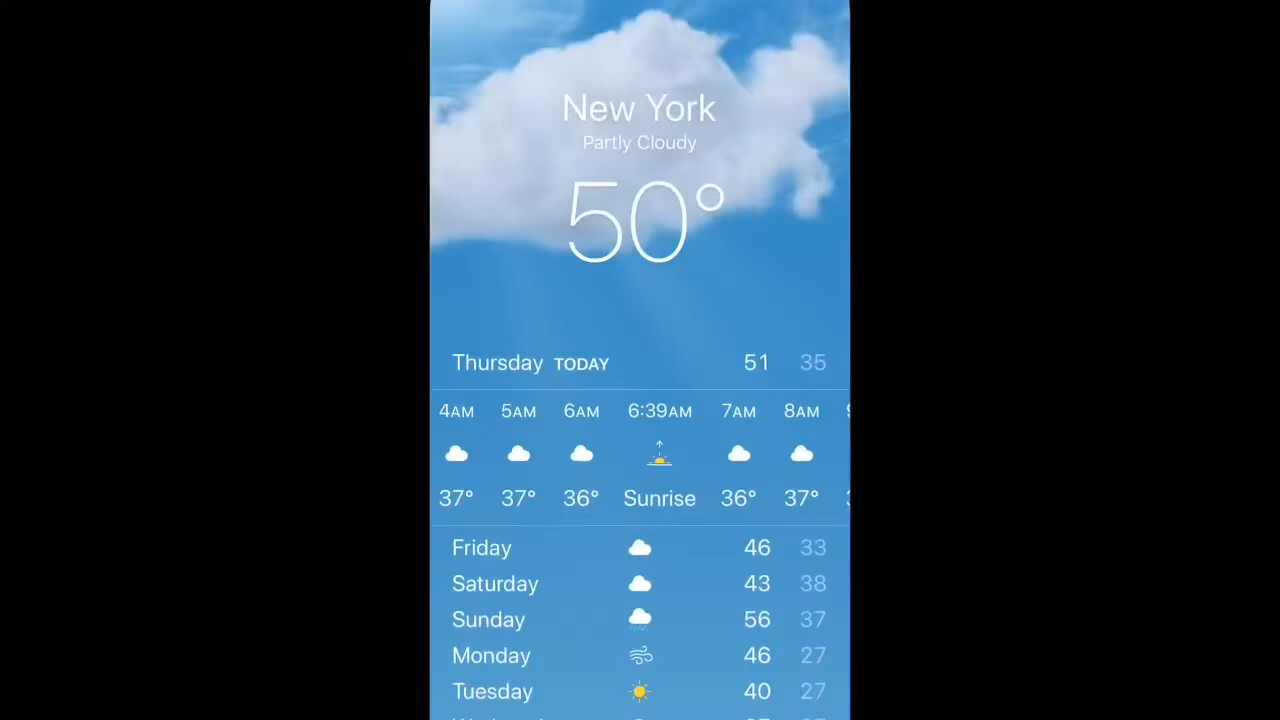 New York
Partly Cloudy
50°
Thursday TODAY 51 35
4AM 5AM 6AM 6:39AM 7AM 8AM
37° 37° 36° Sunrise 36° 37°
Friday 46 33
Saturday 43 38
Sunday 56 37
Monday 46 27
Tuesday 40 27